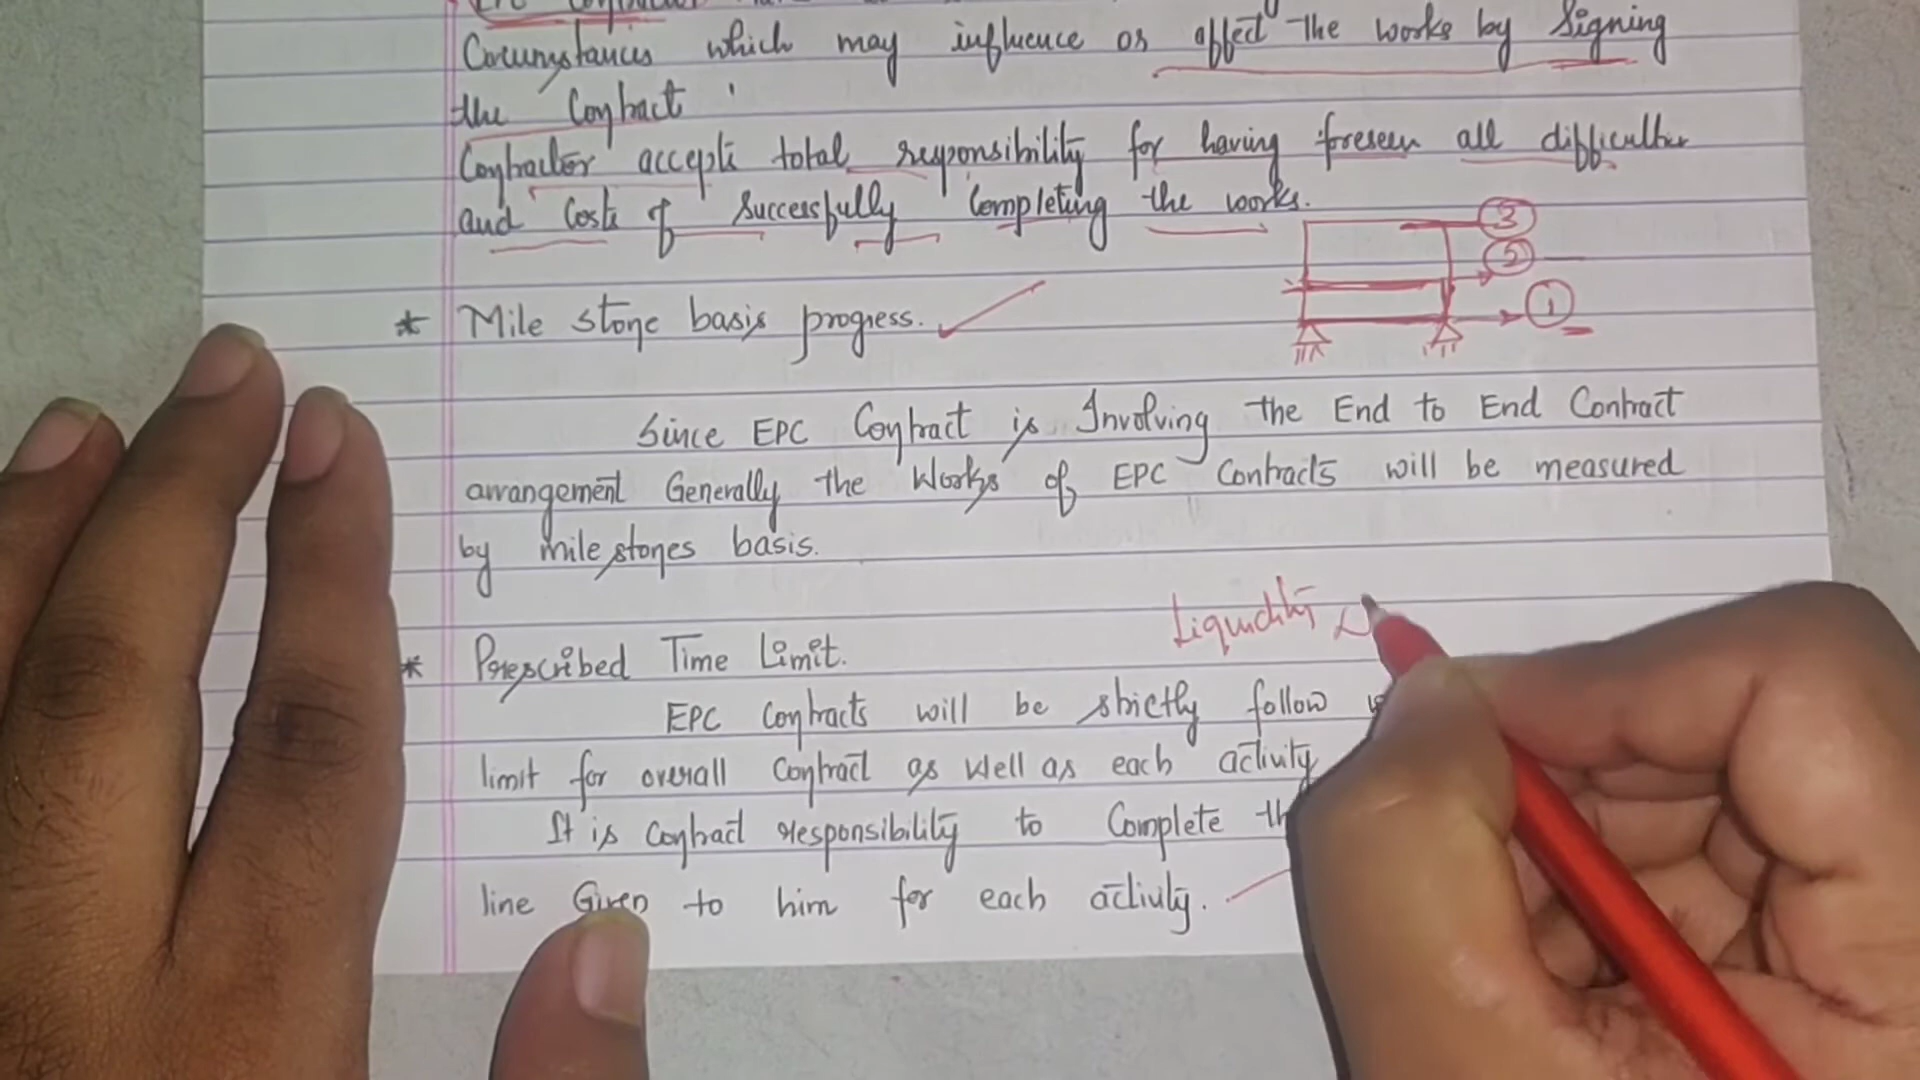 EPC Contractor
Circumstances which may influence or affect the works by Signing
the Contract.
Contractor accepts total responsibility for having foreseen all difficulties
and Costs of successfully Completing the works.
3
2
1
* Mile stone basis progress.
Since EPC Contract is Involving the End to End Contract
arrangement Generally the Works of EPC Contracts will be measured
by milestones basis.
Liquidity
* Prescribed Time Limit.
EPC Contracts will be strictly follow
limit for overall Contract as well as each activity
It is Contract responsibility to Complete
line Given to him for each activity.